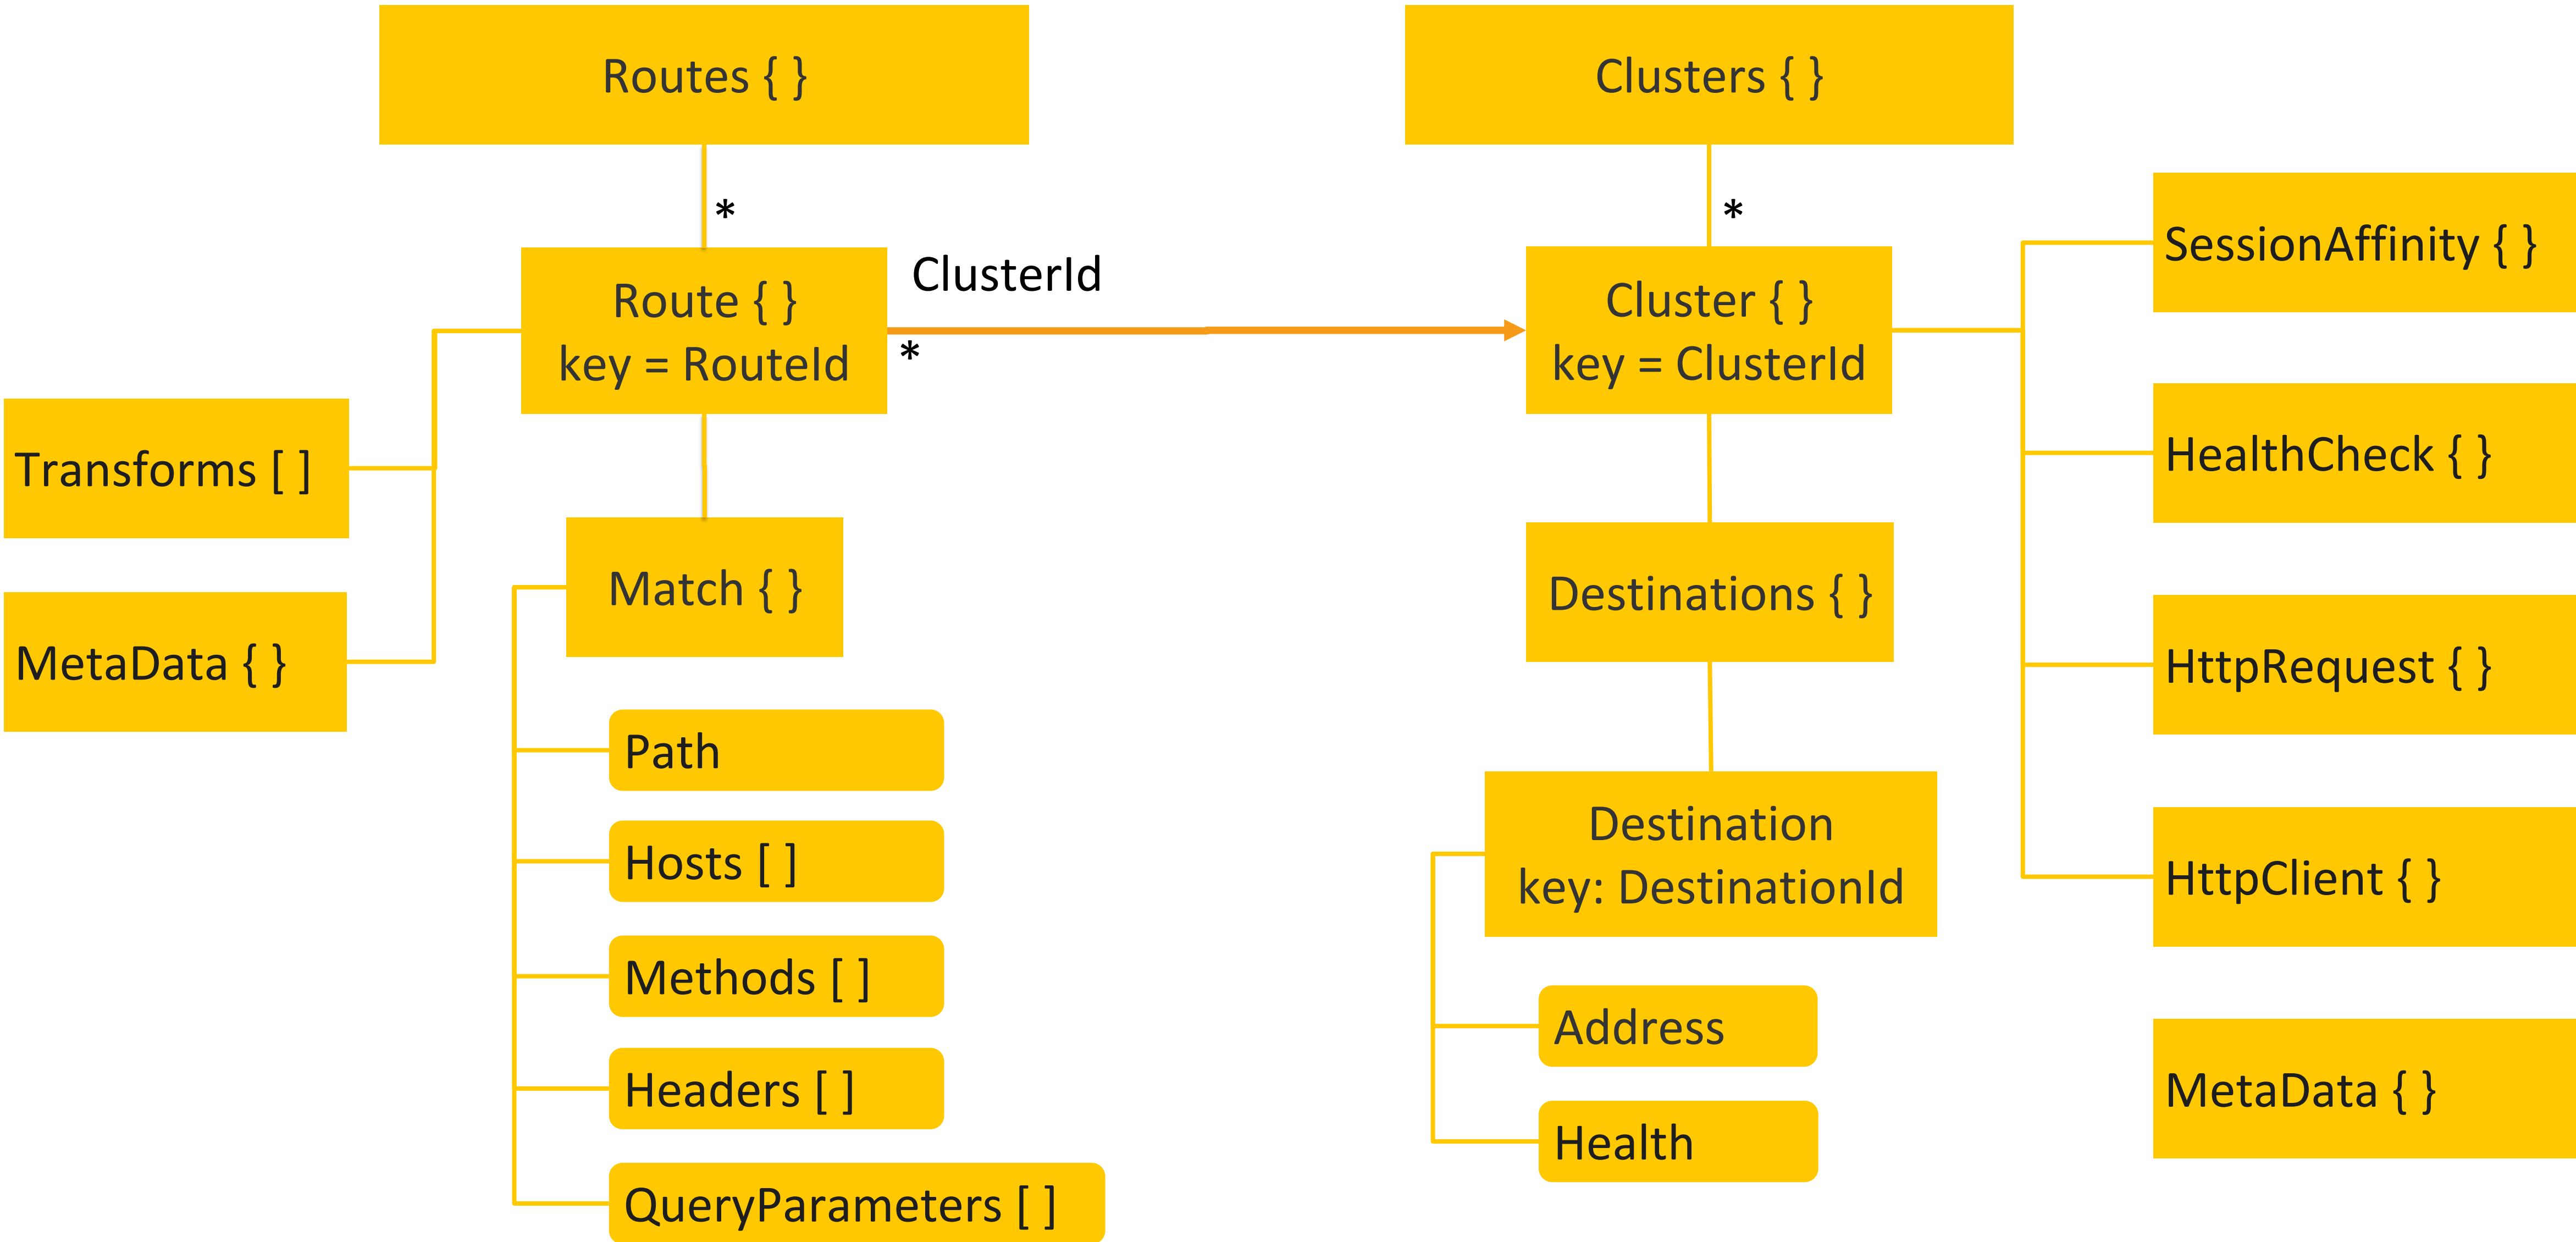 Routes { }
*
Route { }
key = RouteId
ClusterId
*
Transforms [ ]
MetaData { }
Match { }
Path
Hosts [ ]
Methods [ ]
Headers [ ]
QueryParameters [ ]
Clusters { }
*
Cluster { }
key = ClusterId
Destinations { }
Destination
key: DestinationId
Address
Health
SessionAffinity { }
HealthCheck { }
HttpRequest { }
HttpClient { }
MetaData { }